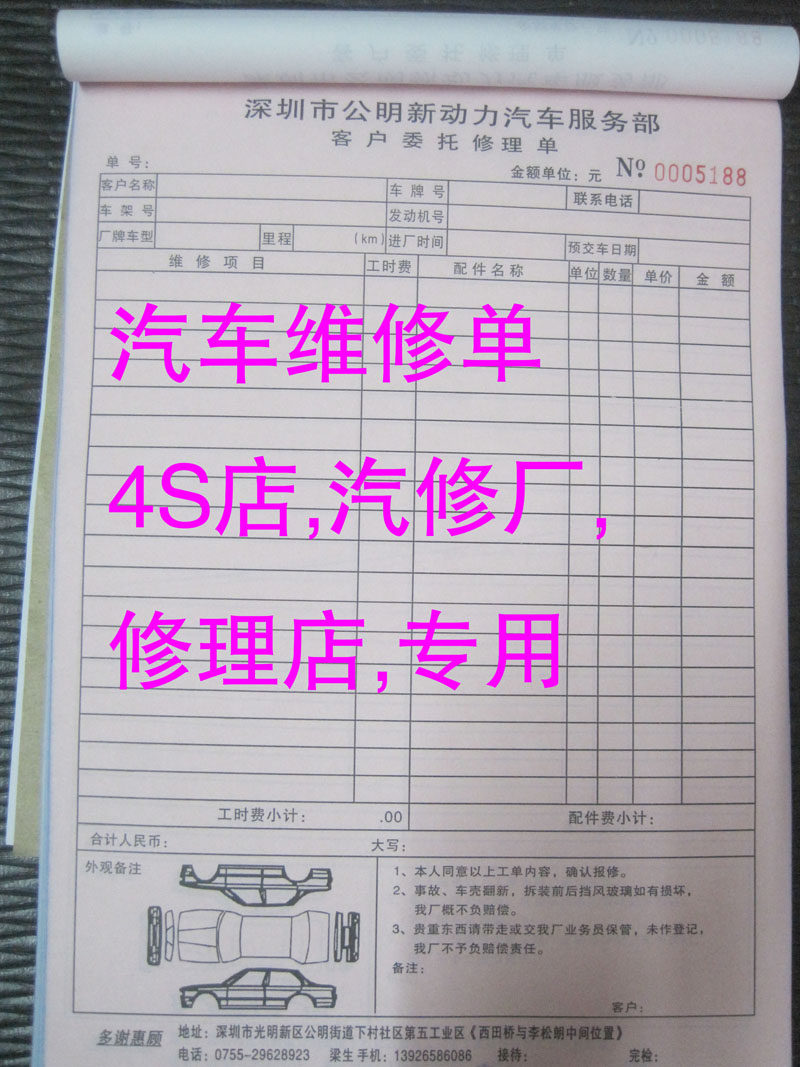 深圳市公明新动力汽车服务部
客户委托修理单
单号: 金额单位: 元 Nº 0005188
客户名称 车牌号 联系电话
车架号 发动机号
厂牌车型 里程 (km) 进厂时间 预交车日期
维修项目 工时费 配件名称 单位 数量 单价 金额
汽车维修单
4S店,汽修厂,
修理店,专用
工时费小计: .00 配件费小计:
合计人民币: 大写:
外观备注
1、本人同意以上工单内容，确认报修。
2、事故、车壳翻新，拆装前后挡风玻璃如有损坏，
我厂概不负赔偿。
3、贵重东西请带走或交我厂业务员保管，未作登记，
我厂不予负赔偿责任。
备注:
客户:
多谢惠顾 地址: 深圳市光明新区公明街道下村社区第五工业区《西田桥与李松朗中间位置》
电话: 0755-29628923 梁生手机: 13926586086 接待: 完检: